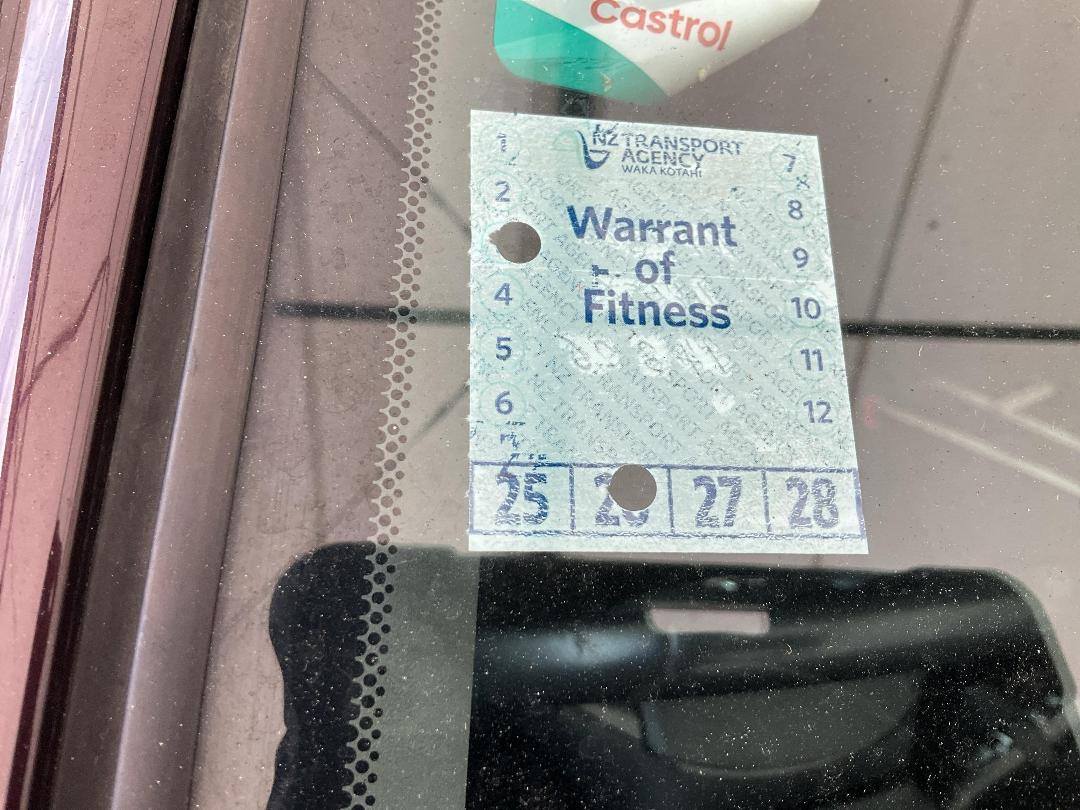 Castrol
NZ TRANSPORT
AGENCY
WAKA KOTAHI
Warrant
of
Fitness
1
2
4
5
6
7
8
9
10
11
12
25 26 27 28